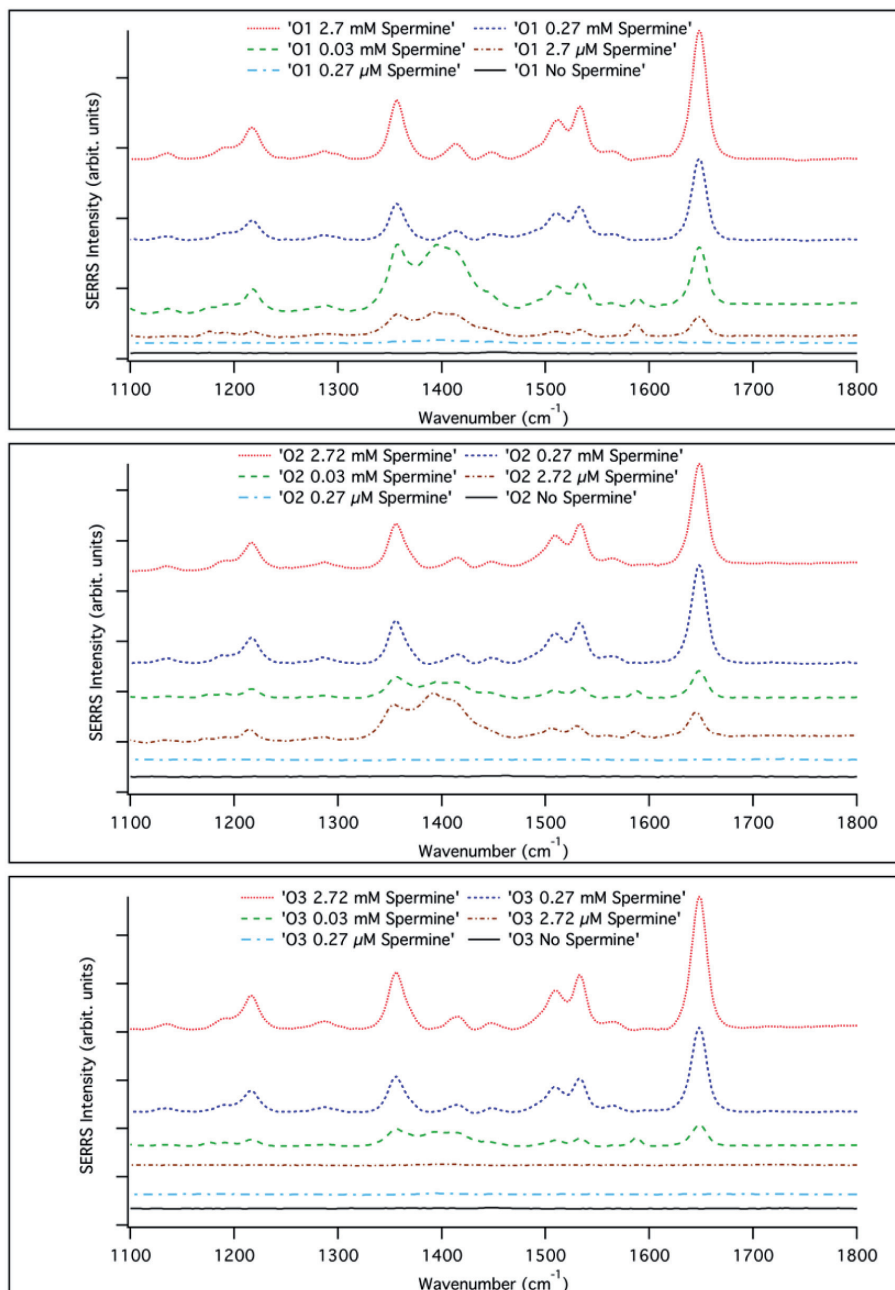 'O1 2.7 mM Spermine' 'O1 0.27 mM Spermine'
'O1 0.03 mM Spermine' 'O1 2.7 µM Spermine'
'O1 0.27 µM Spermine' 'O1 No Spermine'
SERRS Intensity (arbit. units)
1100 1200 1300 1400 1500 1600 1700 1800
Wavenumber (cm⁻¹)
'O2 2.72 mM Spermine' 'O2 0.27 mM Spermine'
'O2 0.03 mM Spermine' 'O2 2.72 µM Spermine'
'O2 0.27 µM Spermine' 'O2 No Spermine'
SERRS Intensity (arbit. units)
1100 1200 1300 1400 1500 1600 1700 1800
Wavenumber (cm⁻¹)
'O3 2.72 mM Spermine' 'O3 0.27 mM Spermine'
'O3 0.03 mM Spermine' 'O3 2.72 µM Spermine'
'O3 0.27 µM Spermine' 'O3 No Spermine'
SERRS Intensity (arbit. units)
1100 1200 1300 1400 1500 1600 1700 1800
Wavenumber (cm⁻¹)